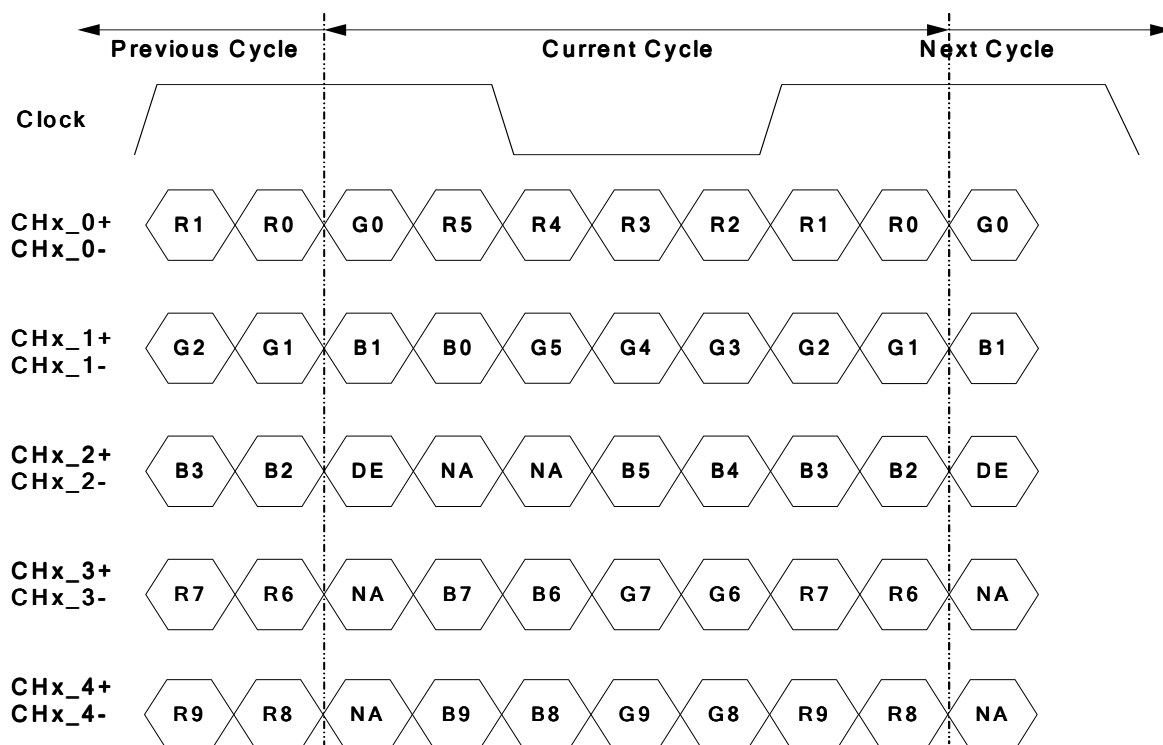 Previous Cycle Current Cycle Next Cycle
Clock
CHx_0+
CHx_0-
R1 R0 G0 R5 R4 R3 R2 R1 R0 G0
CHx_1+
CHx_1-
G2 G1 B1 B0 G5 G4 G3 G2 G1 B1
CHx_2+
CHx_2-
B3 B2 DE NA NA B5 B4 B3 B2 DE
CHx_3+
CHx_3-
R7 R6 NA B7 B6 G7 G6 R7 R6 NA
CHx_4+
CHx_4-
R9 R8 NA B9 B8 G9 G8 R9 R8 NA